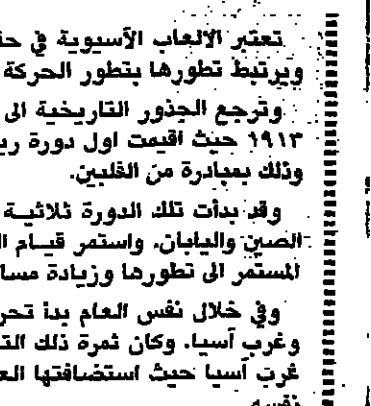 تعتبر الالعاب الآسيوية في
ويرتبط تطورها بتطور الحركة
وترجع الجذور التاريخية الى
١٩١٣ حيث اقيمت اول دورة
وذلك بمبادرة من الفلبين.
وقد بدأت تلك الدورة ثلاثية
الصين واليابان. واستمر قيام
المستمر الى تطورها وزيادة
وفي خلال نفس العام بدأ
وغرب آسيا. وكان ثمرة ذلك
غرب آسيا حيث استضافتها
نفسه